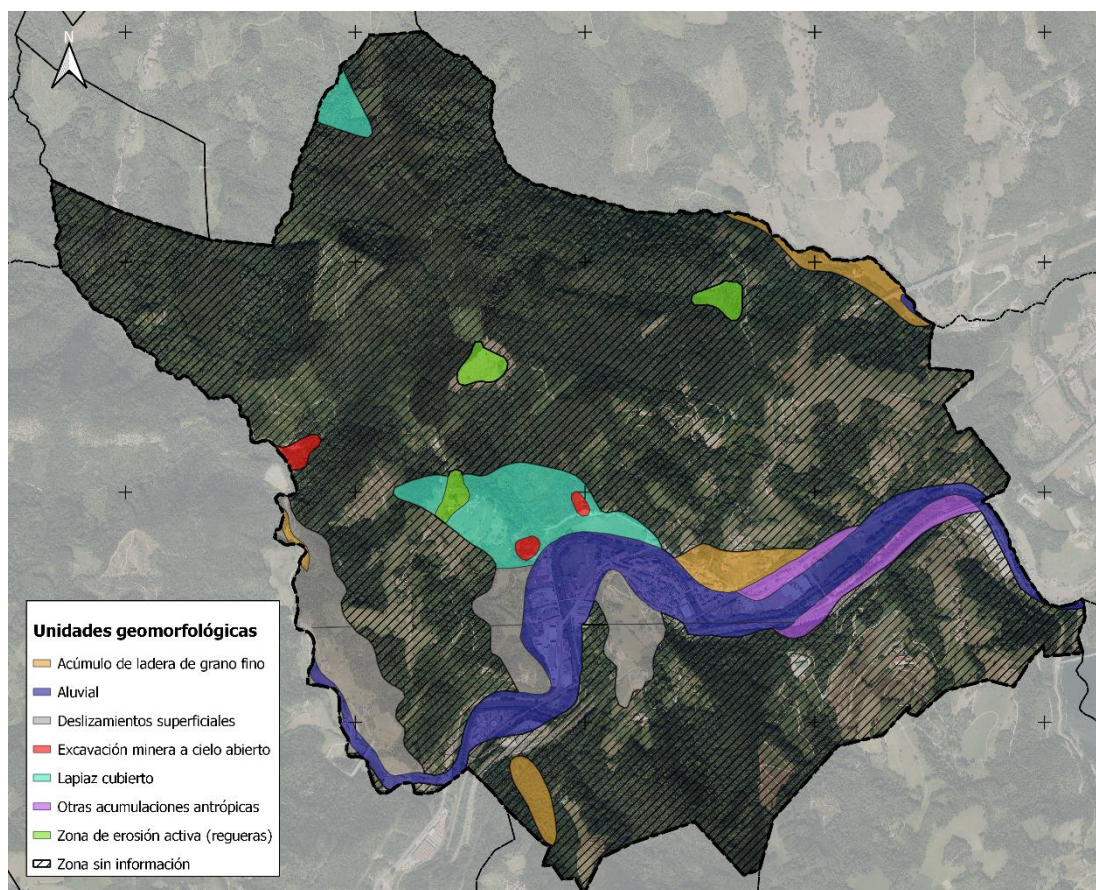 N
Unidades geomorfológicas
Acúmulo de ladera de grano fino
Aluvial
Deslizamientos superficiales
Excavación minera a cielo abierto
Lapiaz cubierto
Otras acumulaciones antrópicas
Zona de erosión activa (regueras)
Zona sin información